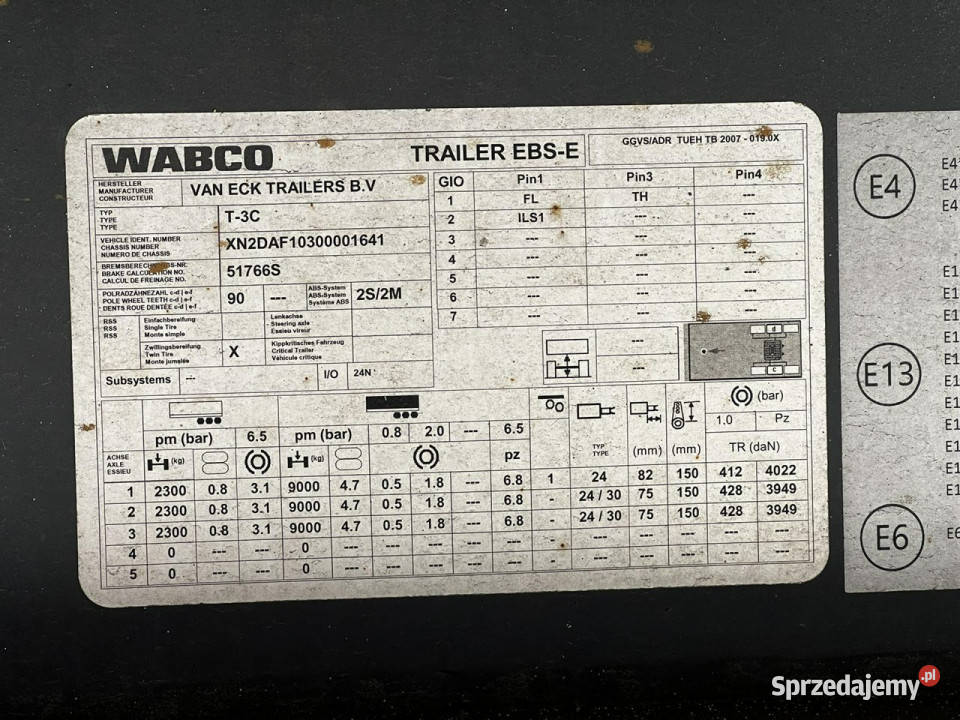 WABCO TRAILER EBS-E GGVS/ADR TUEH TB 2007 - 019.0X
HERSTELLER
MANUFACTURER
CONSTRUCTEUR
VAN ECK TRAILERS B.V
TYP
TYPE
TYPE
T-3C
VEHICLE IDENT. NUMBER
CHASSIS NUMBER
NUMERO DE CHASSIS
XN2DAF10300001641
BREMSBERECHNUNGS-NR.
BRAKE CALCULATION NO.
CALCUL DE FREINAGE NO.
51766S
POLRADZÄHNEZAHL c-d | e-f
POLE WHEEL TEETH c-d | e-f
DENTS ROUE DENTÉE c-d | e-f
90 ---
ABS-System
ABS-System
Système ABS
2S/2M
RSS
RSS
RSS
Einfachbereifung
Single Tire
Monte simple
Lenkachse
Steering axle
Essieu vireur
Zwillingsbereifung
Twin Tire
Monte jumelée
X
Kippkritisches Fahrzeug
Critical Trailer
Véhicule critique
Subsystems --- I/O 24N
GIO Pin1 Pin3 Pin4
1 FL TH ---
2 ILS1 --- ---
3 --- --- ---
4 --- --- ---
5 --- --- ---
6 --- --- ---
7 --- --- ---
---
---
d
c
pm (bar) 6.5 pm (bar) 0.8 2.0 --- 6.5
(bar)
1.0 Pz
ACHSE
AXLE
ESSIEU
(kg) (kg) pz
TYP
TYPE
(mm) (mm) TR (daN)
1 2300 0.8 3.1 9000 4.7 0.5 1.8 --- 6.8 1 24 82 150 412 4022
2 2300 0.8 3.1 9000 4.7 0.5 1.8 --- 6.8 - 24 / 30 75 150 428 3949
3 2300 0.8 3.1 9000 4.7 0.5 1.8 --- 6.8 - 24 / 30 75 150 428 3949
4 0 --- --- 0 --- --- --- --- --- - --- --- --- --- ---
5 0 --- --- 0 --- --- --- --- --- - --- --- --- --- ---
E4
E13
E6
Sprzedajemy.pl